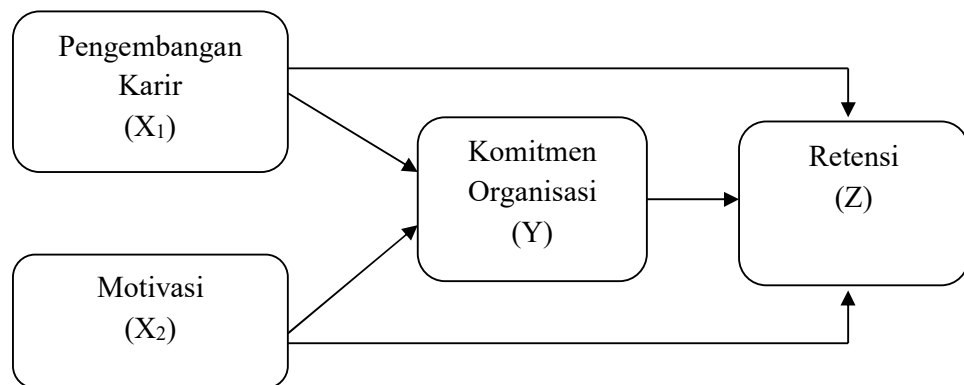 Pengembangan
Karir
(X₁)
Komitmen
Organisasi
(Y)
Retensi
(Z)
Motivasi
(X₂)